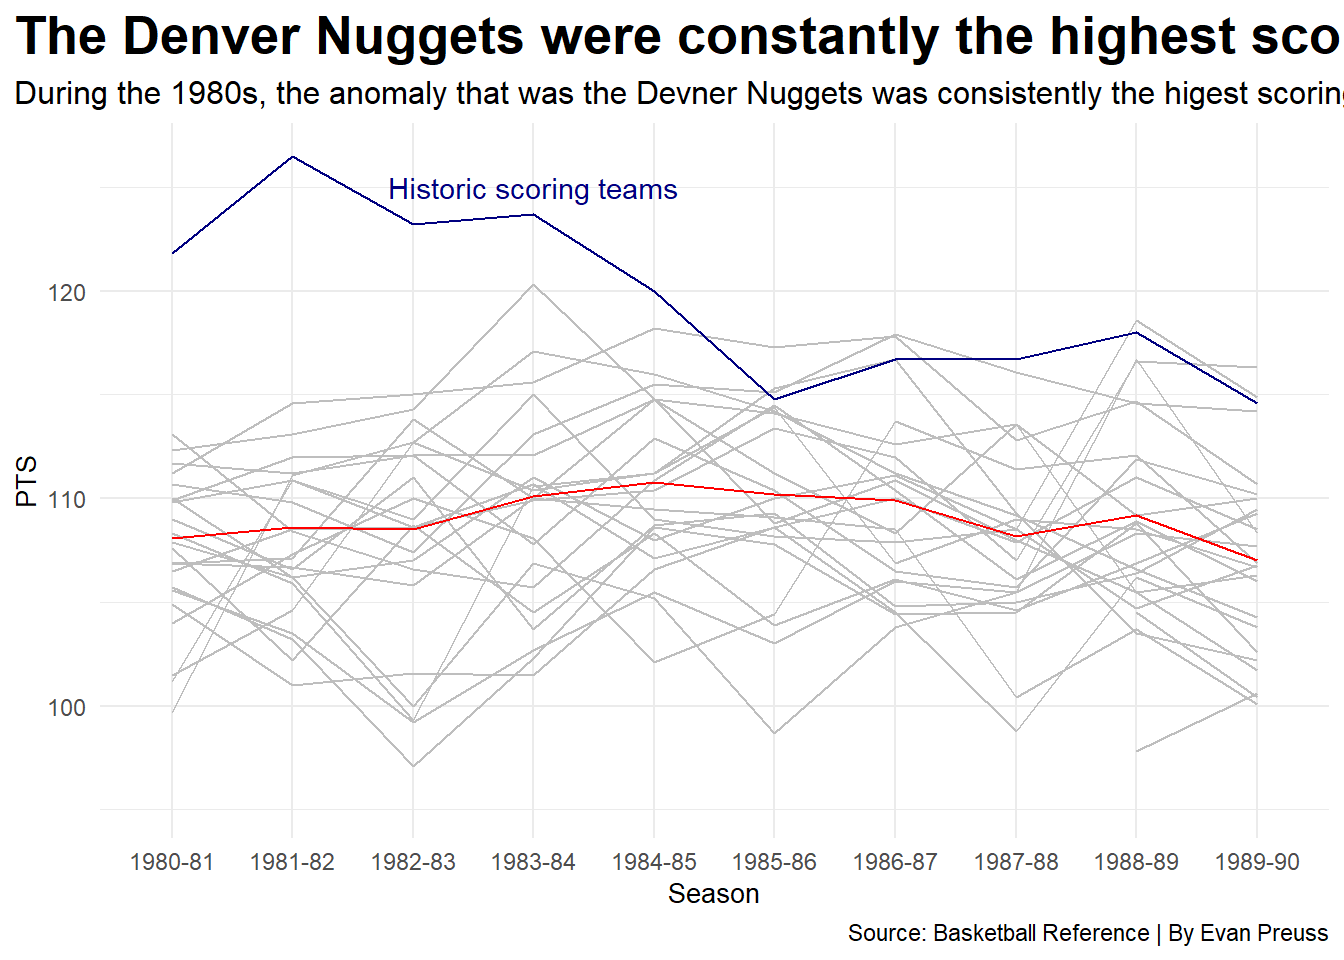 The Denver Nuggets were constantly the highest sco
During the 1980s, the anomaly that was the Devner Nuggets was consistently the higest scoring
Historic scoring teams
PTS
120
110
100
1980-81 1981-82 1982-83 1983-84 1984-85 1985-86 1986-87 1987-88 1988-89 1989-90
Season
Source: Basketball Reference | By Evan Preuss